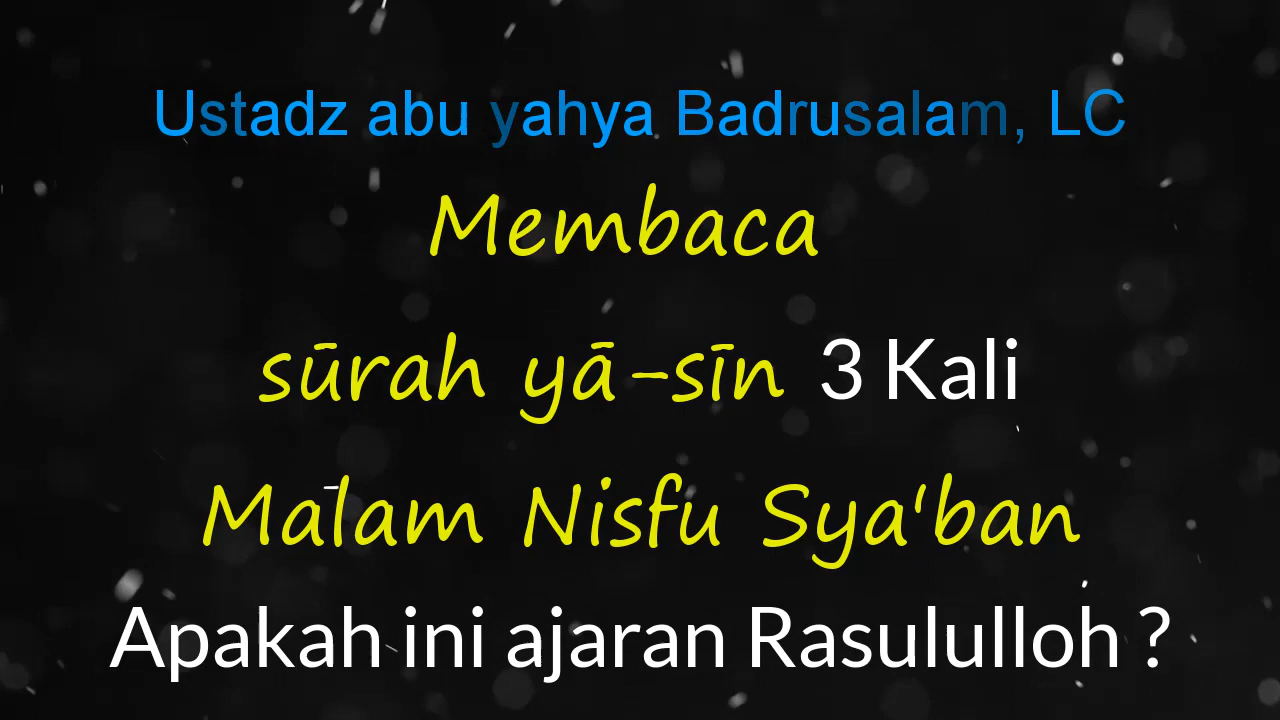 Ustadz abu yahya Badrusalam, LC
Membaca
sūrah yā-sīn 3 Kali
Malam Nisfu Sya'ban
Apakah ini ajaran Rasululloh ?